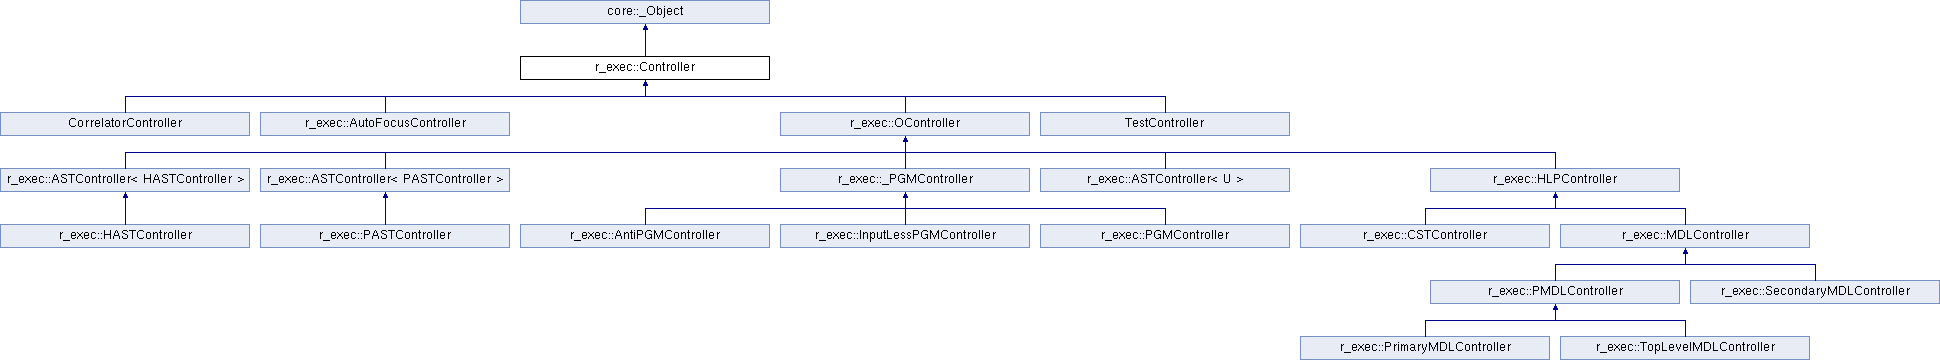 core::_Object
r_exec::Controller
CorrelatorController
r_exec::AutoFocusController
r_exec::OController
TestController
r_exec::ASTController< HASTController >
r_exec::ASTController< PASTController >
r_exec::_PGMController
r_exec::ASTController< U >
r_exec::HLPController
r_exec::HASTController
r_exec::PASTController
r_exec::AntiPGMController
r_exec::InputLessPGMController
r_exec::PGMController
r_exec::CSTController
r_exec::MDLController
r_exec::PMDLController
r_exec::SecondaryMDLController
r_exec::PrimaryMDLController
r_exec::TopLevelMDLController